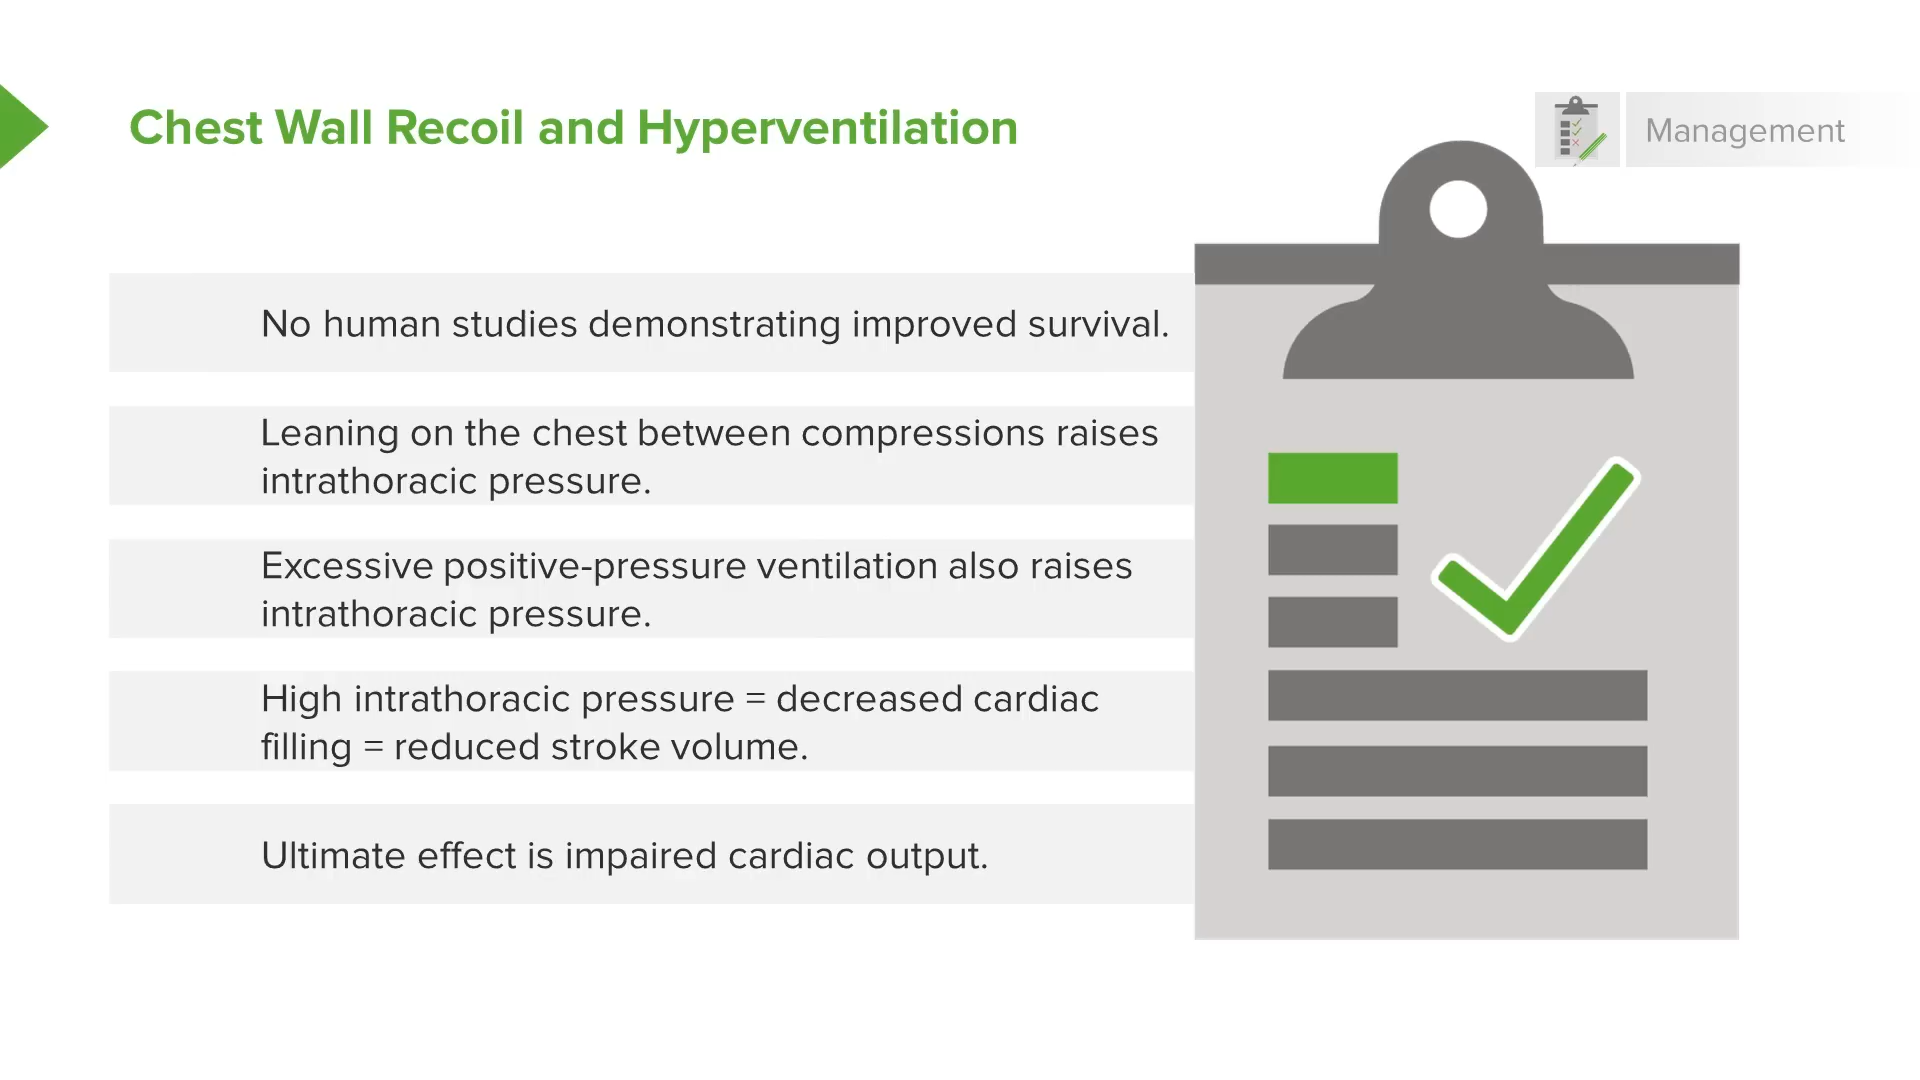 Chest Wall Recoil and Hyperventilation
Management
No human studies demonstrating improved survival.
Leaning on the chest between compressions raises
intrathoracic pressure.
Excessive positive-pressure ventilation also raises
intrathoracic pressure.
High intrathoracic pressure = decreased cardiac
filling = reduced stroke volume.
Ultimate effect is impaired cardiac output.